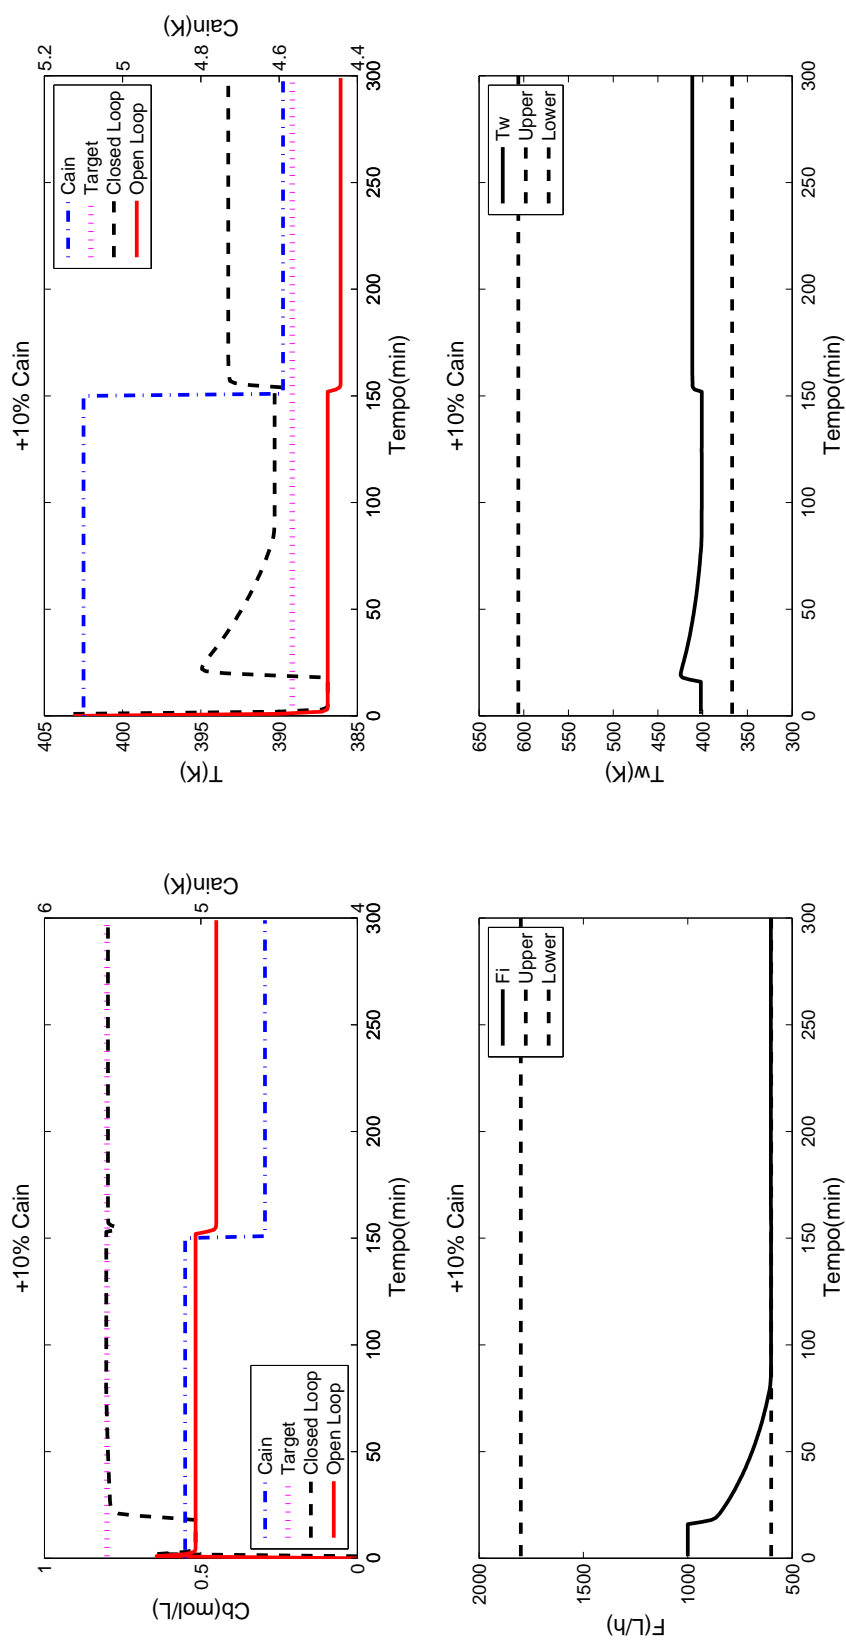 +10% Cain
Cb(mol/L)
1
0.5
0
Cain(K)
6
5
4
0
50
100
150
200
250
300
Tempo(min)
Cain
Target
Closed Loop
Open Loop
+10% Cain
T(K)
405
400
395
390
385
Cain(K)
5.2
5
4.8
4.6
4.4
0
50
100
150
200
250
300
Tempo(min)
Cain
Target
Closed Loop
Open Loop
+10% Cain
F(L/h)
2000
1500
1000
500
0
50
100
150
200
250
300
Tempo(min)
Fi
Upper
Lower
+10% Cain
Tw(K)
650
600
550
500
450
400
350
300
0
50
100
150
200
250
300
Tempo(min)
Tw
Upper
Lower